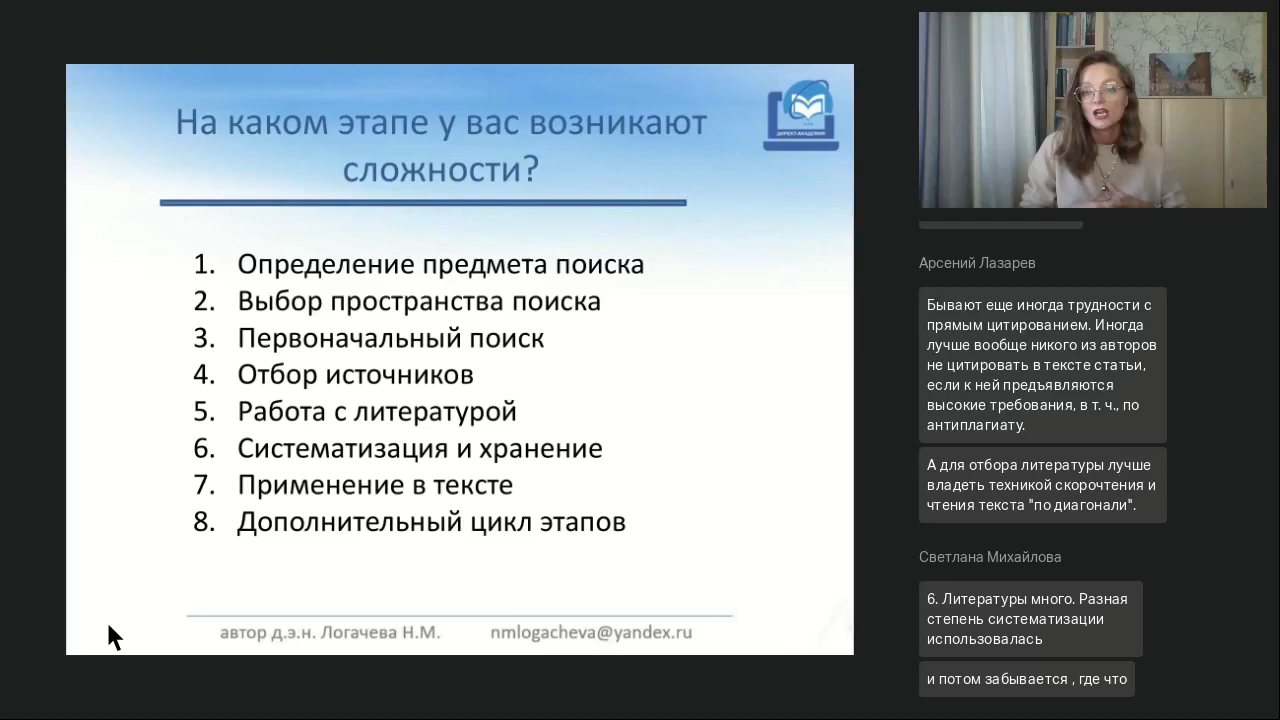 На каком этапе у вас возникают
сложности?
ДИРЕКТ-АКАДЕМИЯ
1. Определение предмета поиска
2. Выбор пространства поиска
3. Первоначальный поиск
4. Отбор источников
5. Работа с литературой
6. Систематизация и хранение
7. Применение в тексте
8. Дополнительный цикл этапов
автор д.э.н. Логачева Н.М. nmlogacheva@yandex.ru
Арсений Лазарев
Бывают еще иногда трудности с
прямым цитированием. Иногда
лучше вообще никого из авторов
не цитировать в тексте статьи,
если к ней предъявляются
высокие требования, в т. ч., по
антиплагиату.
А для отбора литературы лучше
владеть техникой скорочтения и
чтения текста "по диагонали".
Светлана Михайлова
6. Литературы много. Разная
степень систематизации
использовалась
и потом забывается , где что